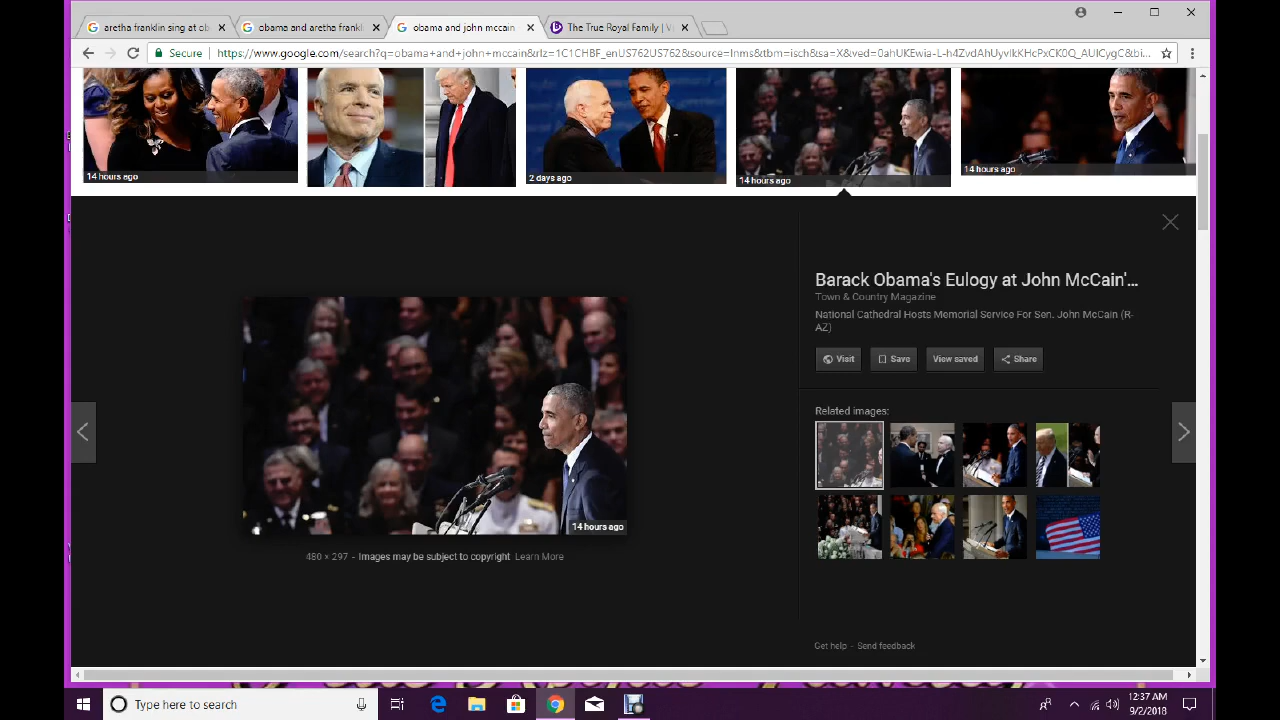 aretha franklin sing at ob
obama and aretha frankl
obama and john mccain
The True Royal Family | V
Secure
https://www.google.com/search?q=obama+and+john+mccain&rlz=1C1CHBF_enUS762US762&source=lnms&tbm=isch&sa=X&ved=0ahUKEwia-L-h4ZvdAhUyvlkKHcPxCK0Q_AUICygC&bi...
14 hours ago
2 days ago
14 hours ago
14 hours ago
Barack Obama's Eulogy at John McCain'...
Town & Country Magazine
National Cathedral Hosts Memorial Service For Sen. John McCain (R-
AZ)
Visit
Save
View saved
Share
Related images:
14 hours ago
480 × 297 - Images may be subject to copyright Learn More
Get help - Send feedback
Type here to search
12:37 AM
9/2/2018